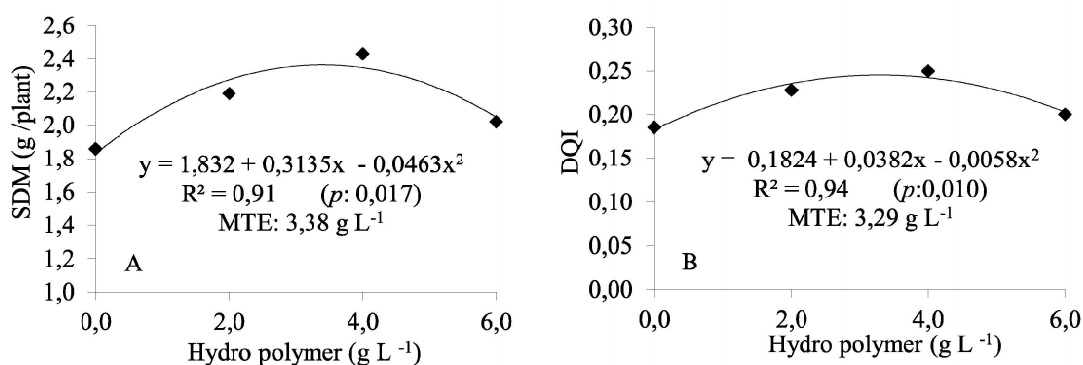 2,6
2,4
2,2
2,0
1,8
1,6
1,4
1,2
1,0
SDM (g /plant)
y = 1,832 + 0,3135x - 0,0463x²
R² = 0,91 (p: 0,017)
MTE: 3,38 g L⁻¹
A
0,0 2,0 4,0 6,0
Hydro polymer (g L ⁻¹)
0,30
0,25
0,20
0,15
0,10
0,05
0,00
DQI
y = 0,1824 + 0,0382x - 0,0058x²
R² = 0,94 (p:0,010)
MTE: 3,29 g L⁻¹
B
0,0 2,0 4,0 6,0
Hydro polymer (g L ⁻¹)